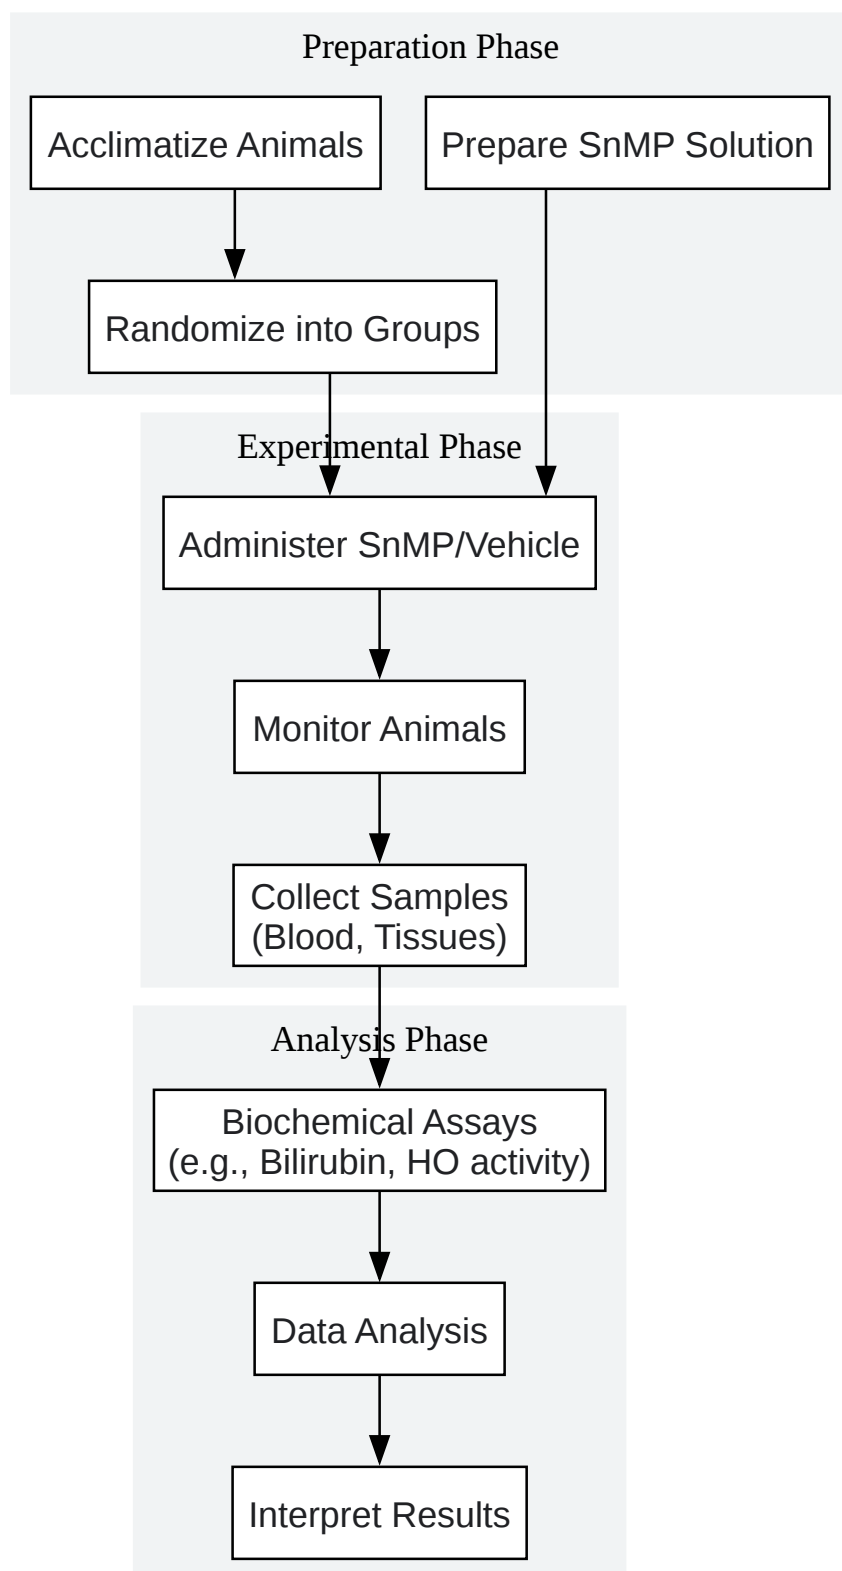 Preparation Phase
Acclimatize Animals
Prepare SnMP Solution
Randomize into Groups
Experimental Phase
Administer SnMP/Vehicle
Monitor Animals
Collect Samples
(Blood, Tissues)
Analysis Phase
Biochemical Assays
(e.g., Bilirubin, HO activity)
Data Analysis
Interpret Results